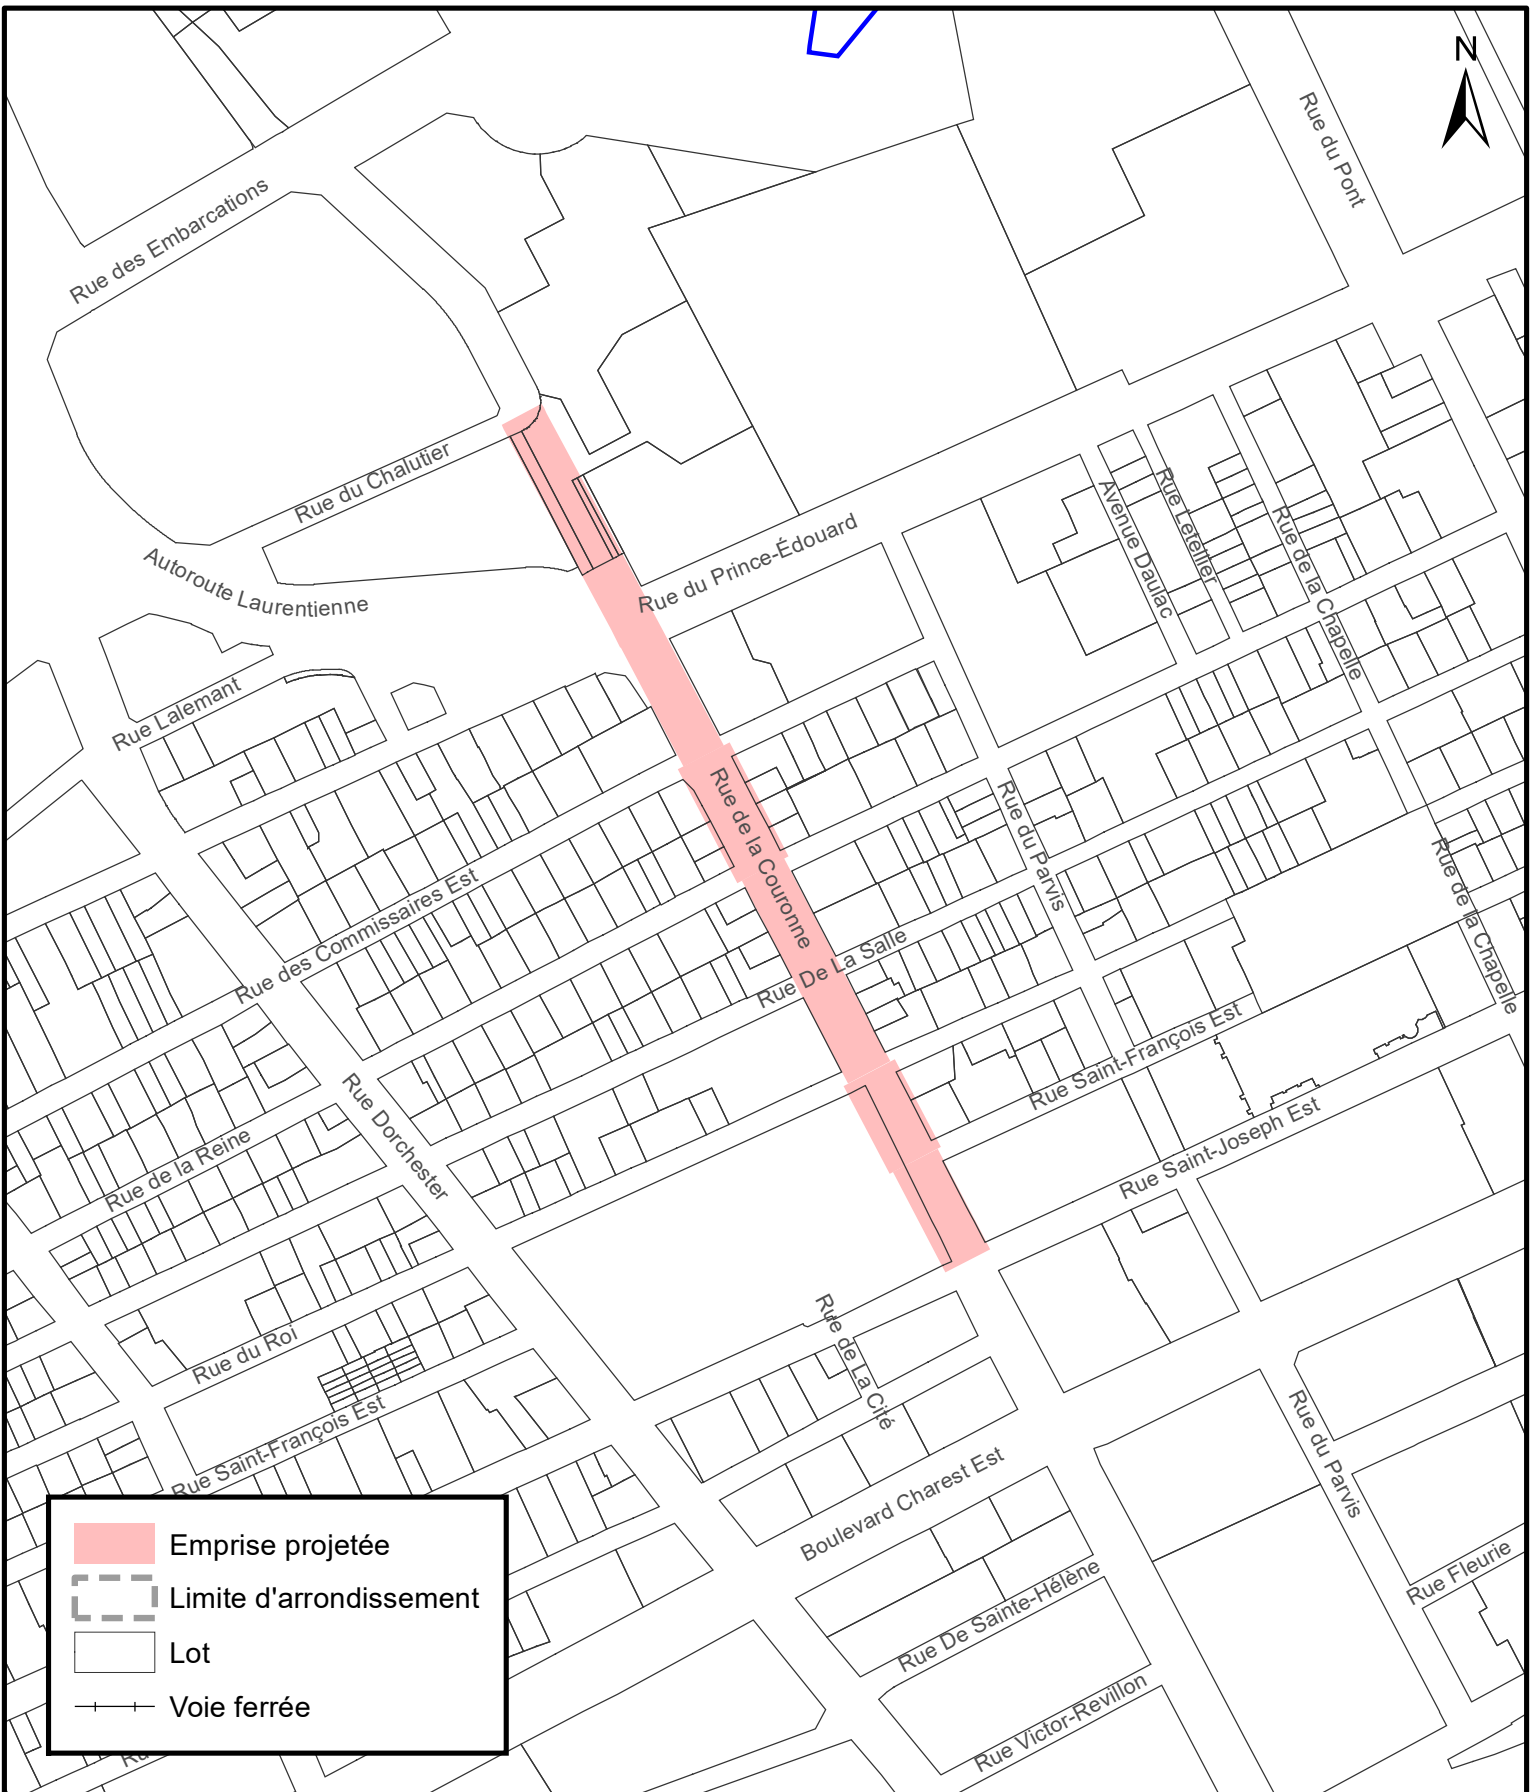 N
Rue du Pont
Rue des Embarcations
Rue du Chalutier
Autoroute Laurentienne
Rue du Prince-Édouard
Avenue Daulac
Rue Letellier
Rue de la Chapelle
Rue Lalemant
Rue de la Couronne
Rue du Parvis
Rue de la Chapelle
Rue des Commissaires Est
Rue De La Salle
Rue Saint-François Est
Rue Dorchester
Rue de la Reine
Rue Saint-Joseph Est
Rue du Roi
Rue de La Cité
Rue Saint-François Est
Rue du Parvis
Boulevard Charest Est
Rue Fleurie
Rue De Sainte-Hélène
Rue Victor-Revillon
Emprise projetée
Limite d'arrondissement
Lot
Voie ferrée